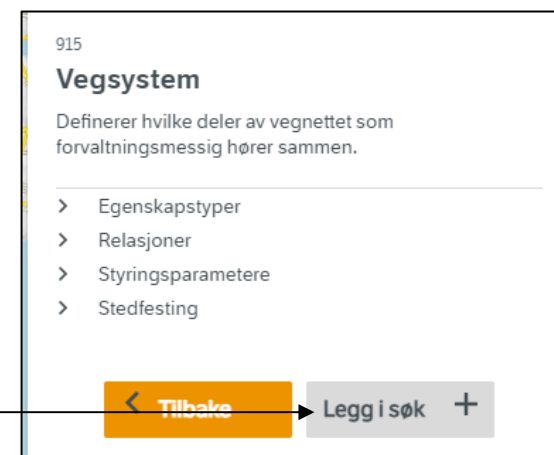 915
Vegsystem
Definerer hvilke deler av vegnettet som
forvaltningsmessig hører sammen.
> Egenskapstyper
> Relasjoner
> Styringsparametere
> Stedfesting
< Tilbake Legg i søk +